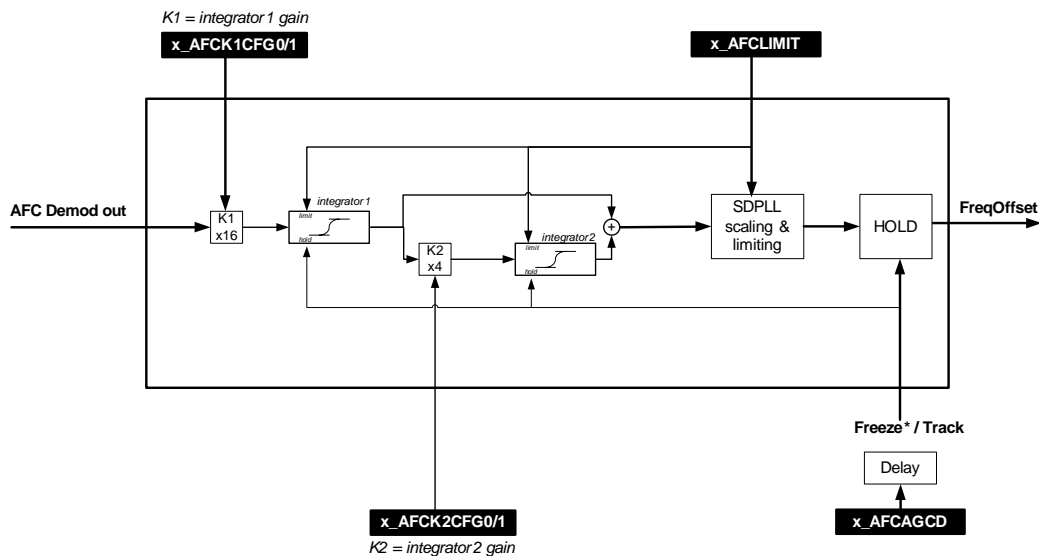 K1 = integrator 1 gain
x_AFCK1CFG0/1
x_AFCLIMIT
AFC Demod out
K1
x16
integrator 1
limit
hold
K2
x4
integrator 2
limit
hold
+
SDPLL
scaling &
limiting
HOLD
FreqOffset
Freeze* / Track
Delay
x_AFCAGCD
x_AFCK2CFG0/1
K2 = integrator 2 gain